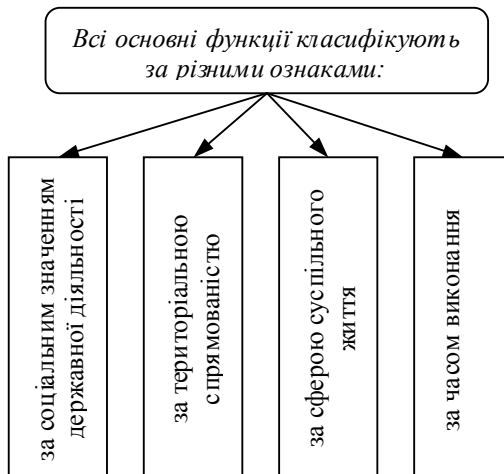 Всі основні функції класифікують
за різними ознаками:
за соціальним значенням
державної діяльності
за територіальною
спрямованістю
за сферою суспільного
життя
за часом виконання